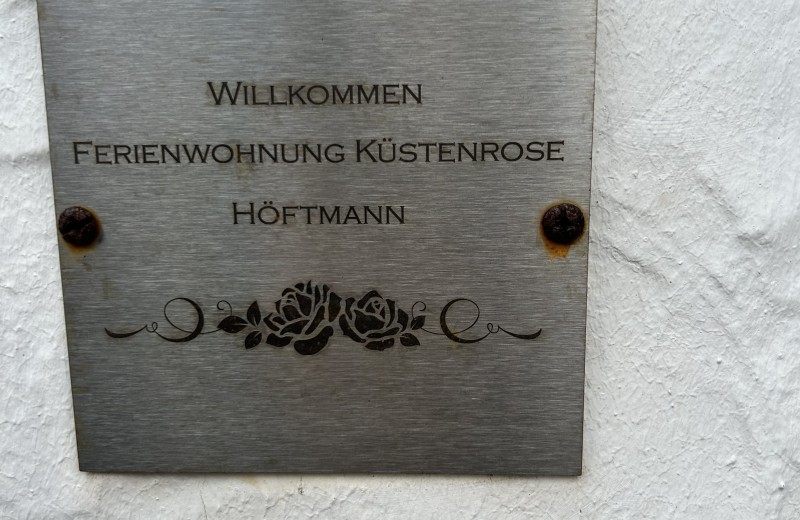 Willkommen
Ferienwohnung Küstenrose
Höftmann